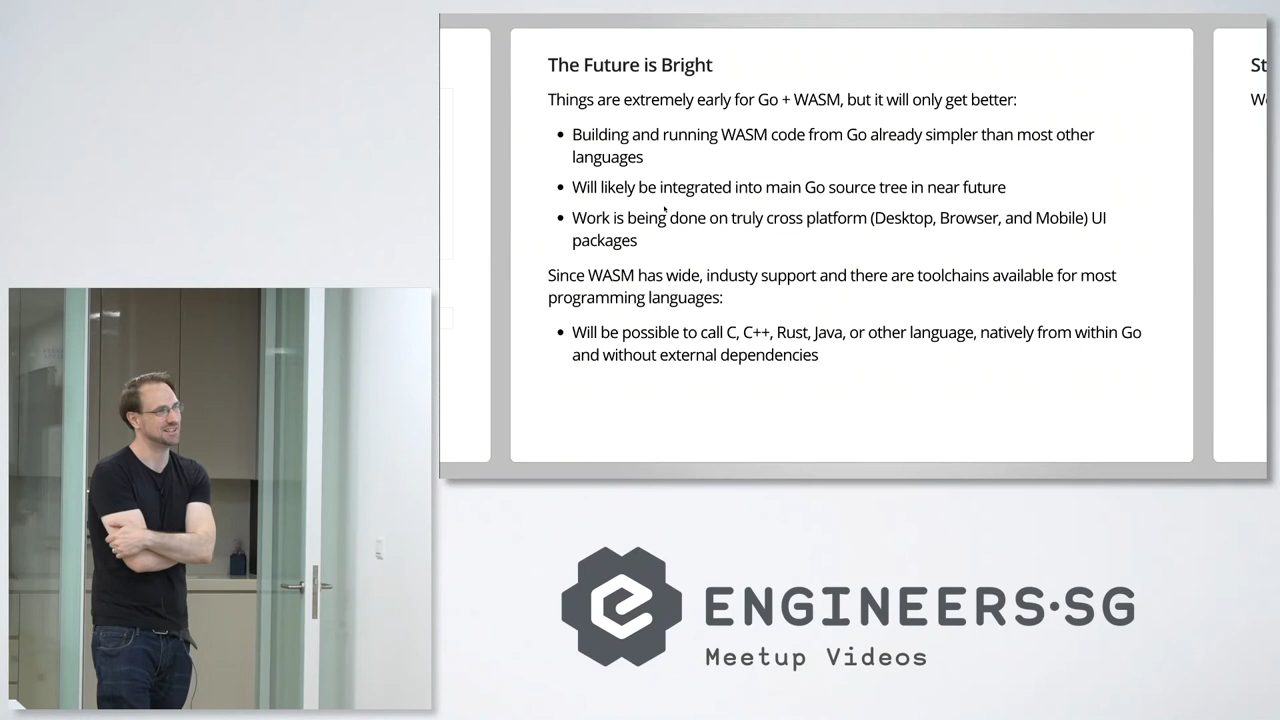 The Future is Bright
Things are extremely early for Go + WASM, but it will only get better:
• Building and running WASM code from Go already simpler than most other
languages
• Will likely be integrated into main Go source tree in near future
• Work is being done on truly cross platform (Desktop, Browser, and Mobile) UI
packages
Since WASM has wide, industy support and there are toolchains available for most
programming languages:
• Will be possible to call C, C++, Rust, Java, or other language, natively from within Go
and without external dependencies
St
We
ENGINEERS·SG
Meetup Videos